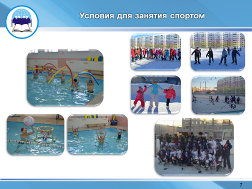 Условия для занятия спортом